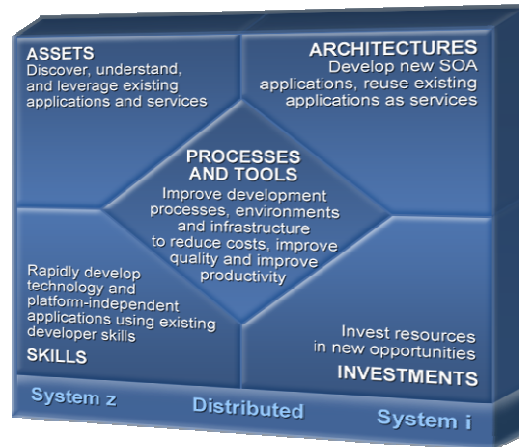 ASSETS
Discover, understand,
and leverage existing
applications and services
ARCHITECTURES
Develop new SOA
applications, reuse existing
applications as services
PROCESSES
AND TOOLS
Improve development
processes, environments
and infrastructure
to reduce costs, improve
quality and improve
productivity
Rapidly develop
technology and
platform-independent
applications using existing
developer skills
SKILLS
Invest resources
in new opportunities
INVESTMENTS
System z
Distributed
System i